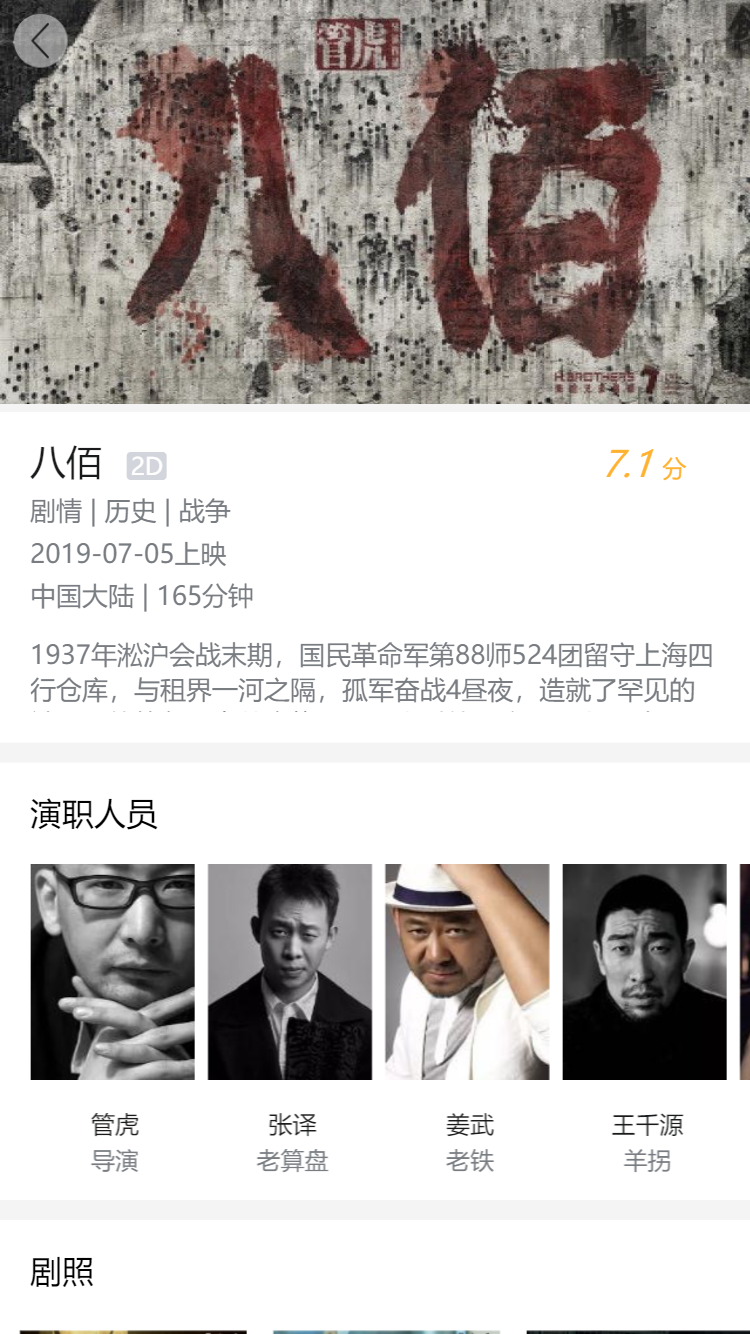 管虎
八佰
H.BROTHERS
八佰 2D
7.1 分
剧情 | 历史 | 战争
2019-07-05上映
中国大陆 | 165分钟
1937年淞沪会战末期，国民革命军第88师524团留守上海四
行仓库，与租界一河之隔，孤军奋战4昼夜，造就了罕见的
演职人员
管虎 张译 姜武 王千源
导演 老算盘 老铁 羊拐
剧照